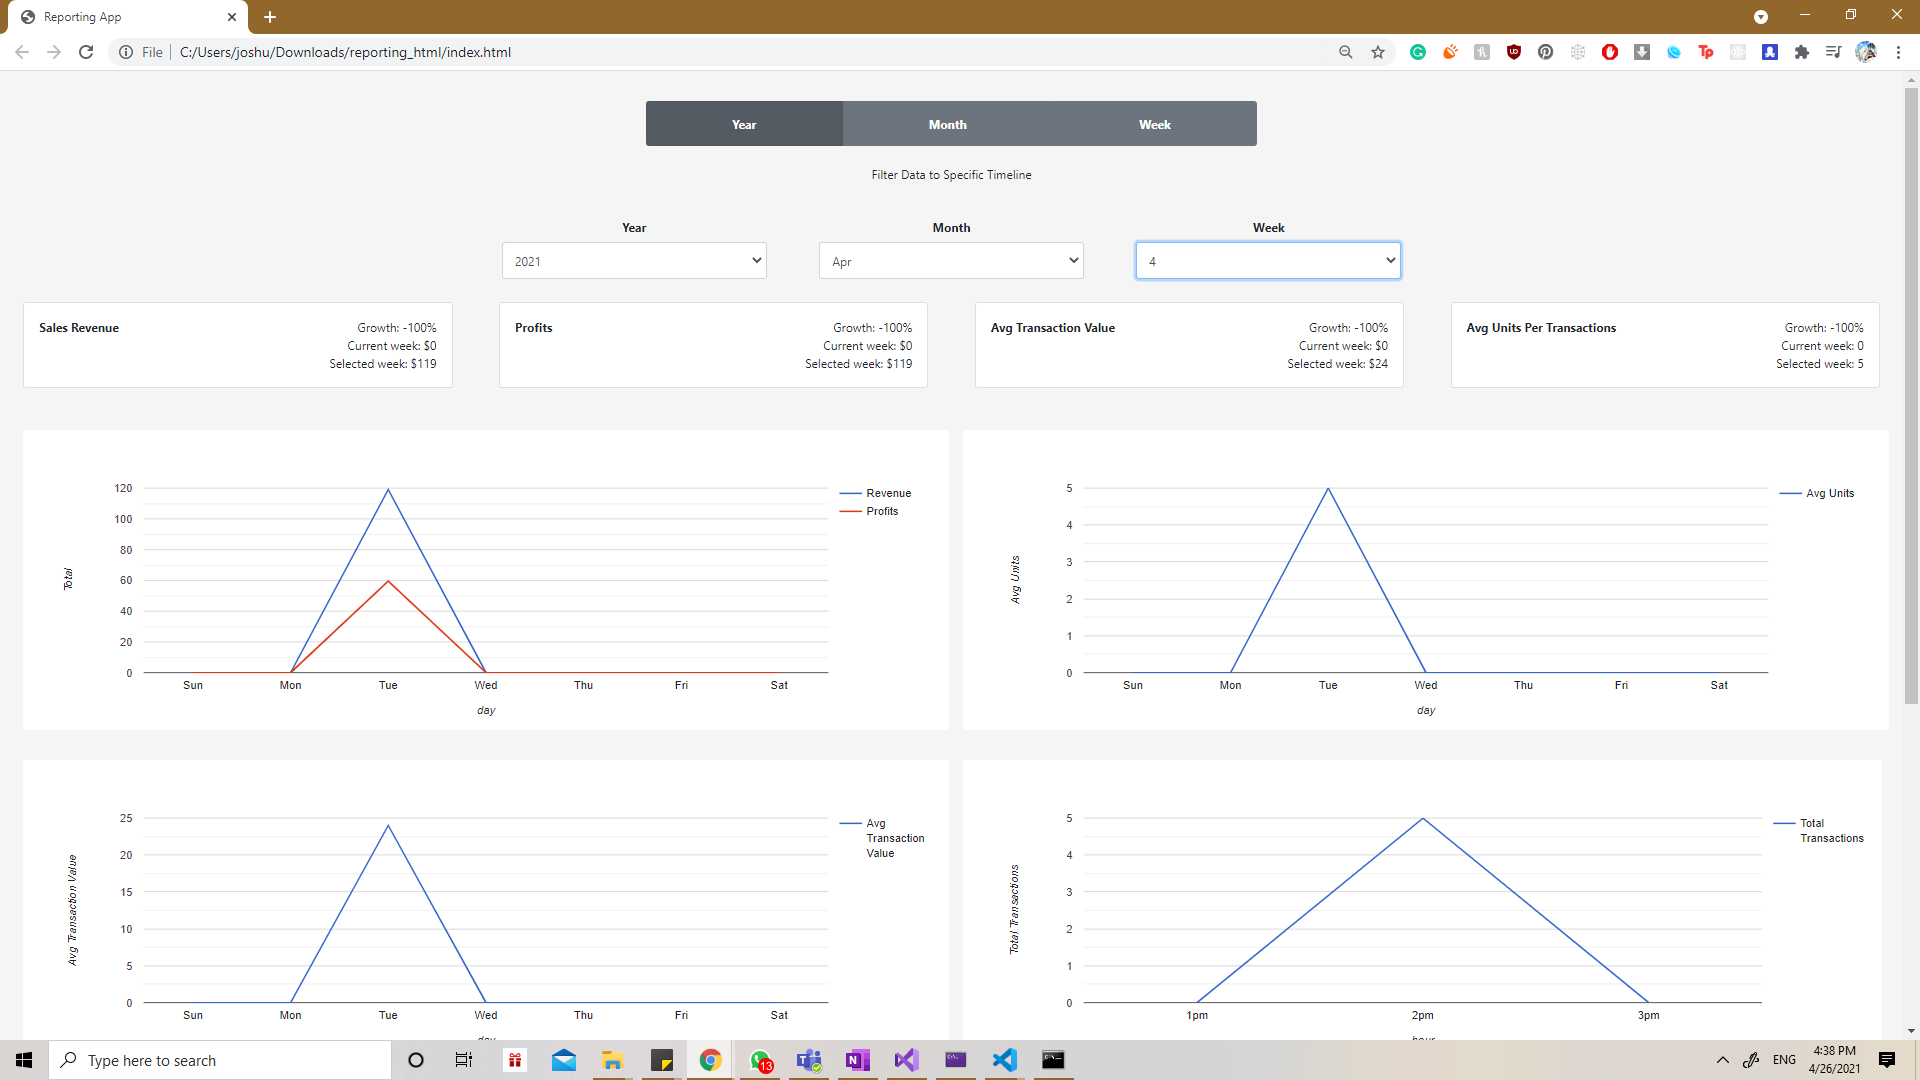 Reporting App
File
C:/Users/joshu/Downloads/reporting_html/index.html
Year Month Week
Filter Data to Specific Timeline
Year Month Week
2021 Apr 4
Sales Revenue
Growth: -100%
Current week: $0
Selected week: $119
Profits
Growth: -100%
Current week: $0
Selected week: $119
Avg Transaction Value
Growth: -100%
Current week: $0
Selected week: $24
Avg Units Per Transactions
Growth: -100%
Current week: 0
Selected week: 5
120
100
80
60
40
20
0
Total
Sun Mon Tue Wed Thu Fri Sat
day
Revenue
Profits
5
4
3
2
1
0
Avg Units
Sun Mon Tue Wed Thu Fri Sat
day
Avg Units
25
20
15
10
5
0
Avg Transaction Value
Sun Mon Tue Wed Thu Fri Sat
day
Avg
Transaction
Value
5
4
3
2
1
0
Total Transactions
1pm 2pm 3pm
hour
Total
Transactions
Type here to search
13
ENG
4:38 PM
4/26/2021